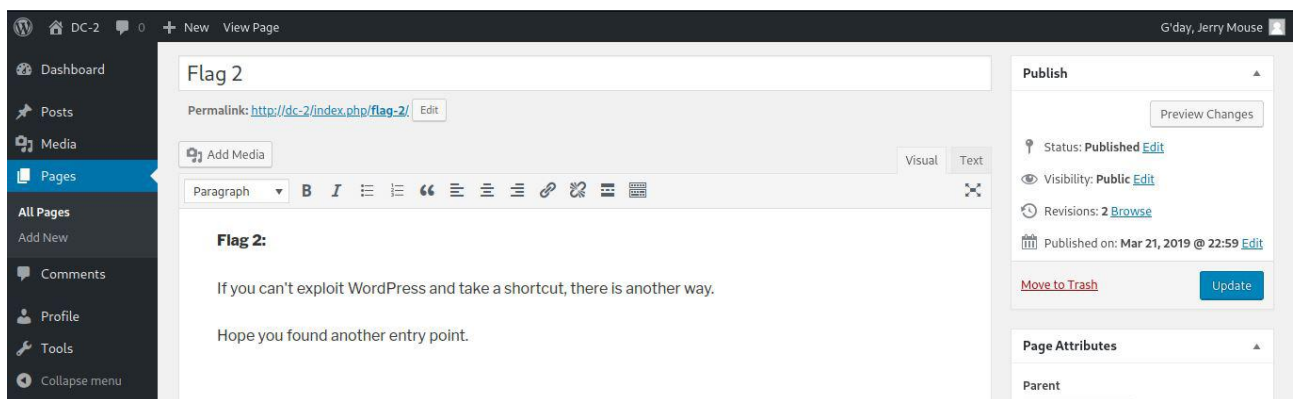 DC-2 0 + New View Page G'day, Jerry Mouse
Dashboard
Posts
Media
Pages
All Pages
Add New
Comments
Profile
Tools
Collapse menu
Flag 2
Permalink: http://dc-2/index.php/flag-2/ Edit
Add Media
Visual Text
Paragraph B I
Flag 2:
If you can't exploit WordPress and take a shortcut, there is another way.
Hope you found another entry point.
Publish
Preview Changes
Status: Published Edit
Visibility: Public Edit
Revisions: 2 Browse
Published on: Mar 21, 2019 @ 22:59 Edit
Move to Trash Update
Page Attributes
Parent